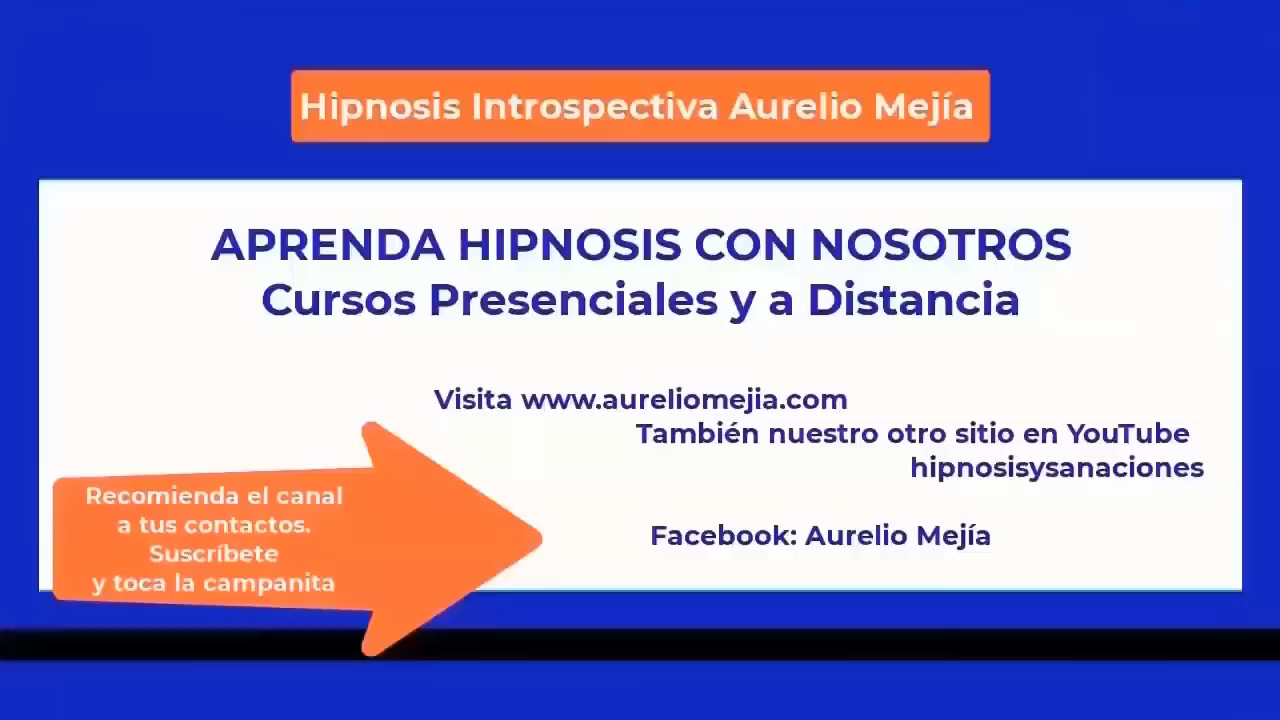 Hipnosis Introspectiva Aurelio Mejía
APRENDA HIPNOSIS CON NOSOTROS
Cursos Presenciales y a Distancia
Visita www.aureliomejia.com
También nuestro otro sitio en YouTube
hipnosisysanaciones
Facebook: Aurelio Mejía
Recomienda el canal
a tus contactos.
Suscríbete
y toca la campanita